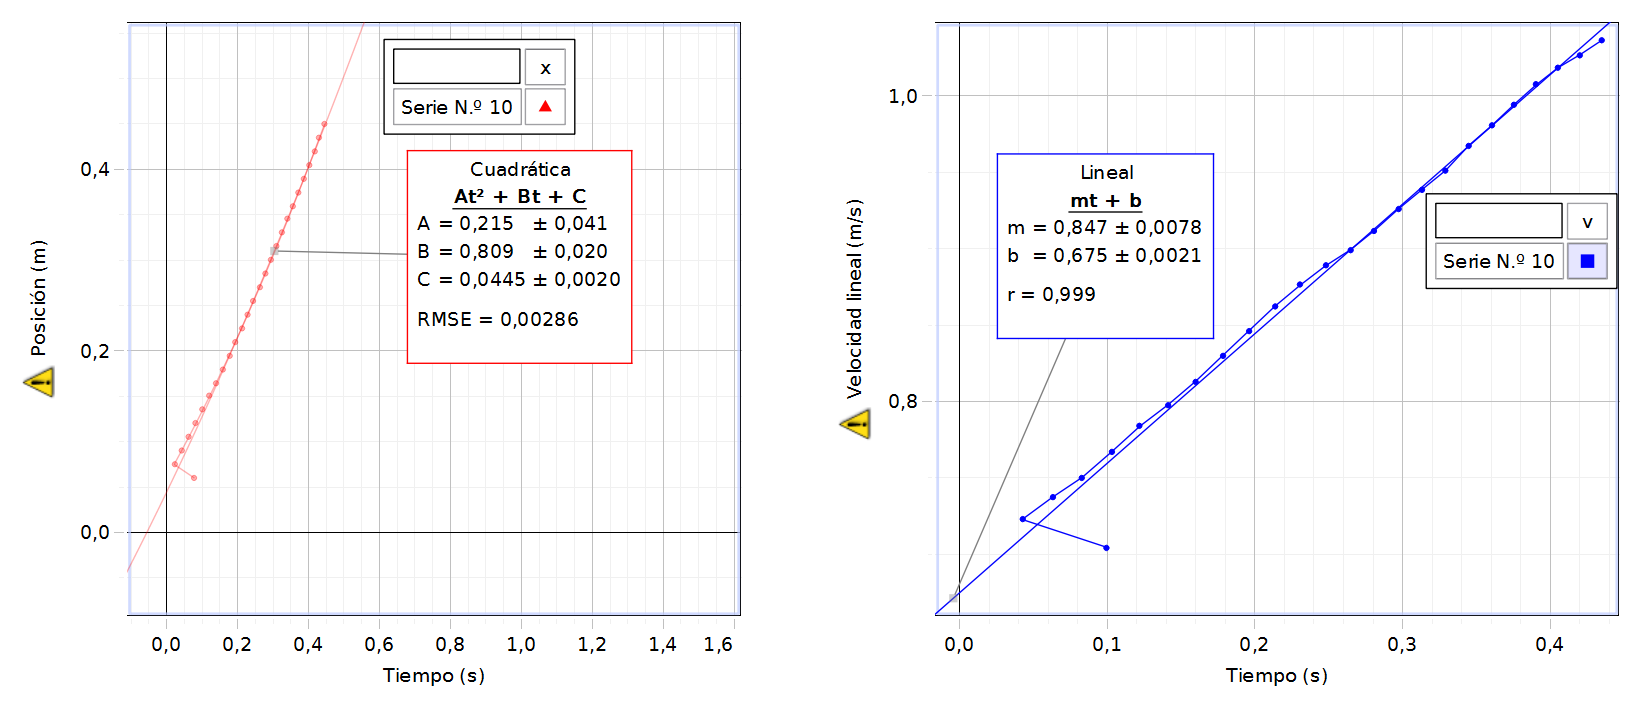 x
Serie N.º 10
Cuadrática
At² + Bt + C
A = 0,215 ± 0,041
B = 0,809 ± 0,020
C = 0,0445 ± 0,0020
RMSE = 0,00286
0,4
0,2
0,0
Posición (m)
0,0 0,2 0,4 0,6 0,8 1,0 1,2 1,4 1,6
Tiempo (s)
Lineal
mt + b
m = 0,847 ± 0,0078
b = 0,675 ± 0,0021
r = 0,999
v
Serie N.º 10
1,0
0,8
Velocidad lineal (m/s)
0,0 0,1 0,2 0,3 0,4
Tiempo (s)